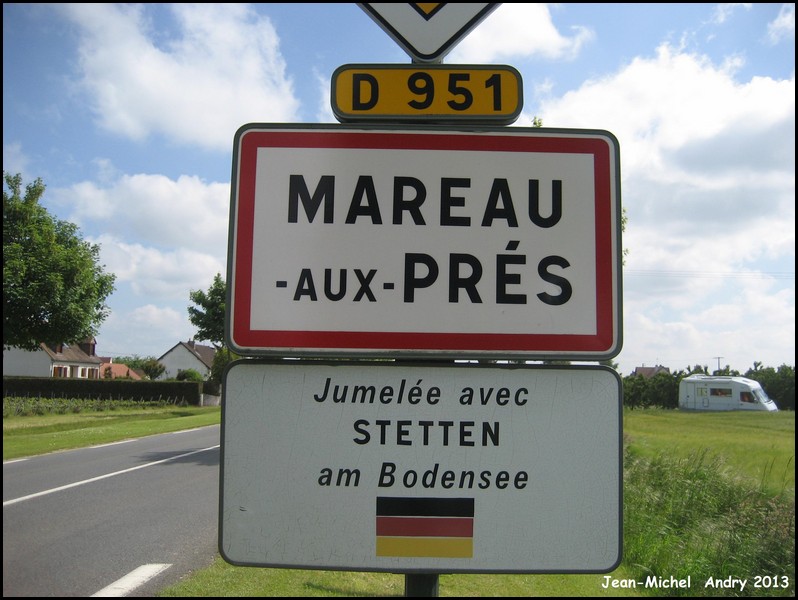 D 951
MAREAU
-AUX-PRÉS
Jumelée avec
STETTEN
am Bodensee
Jean-Michel Andry 2013